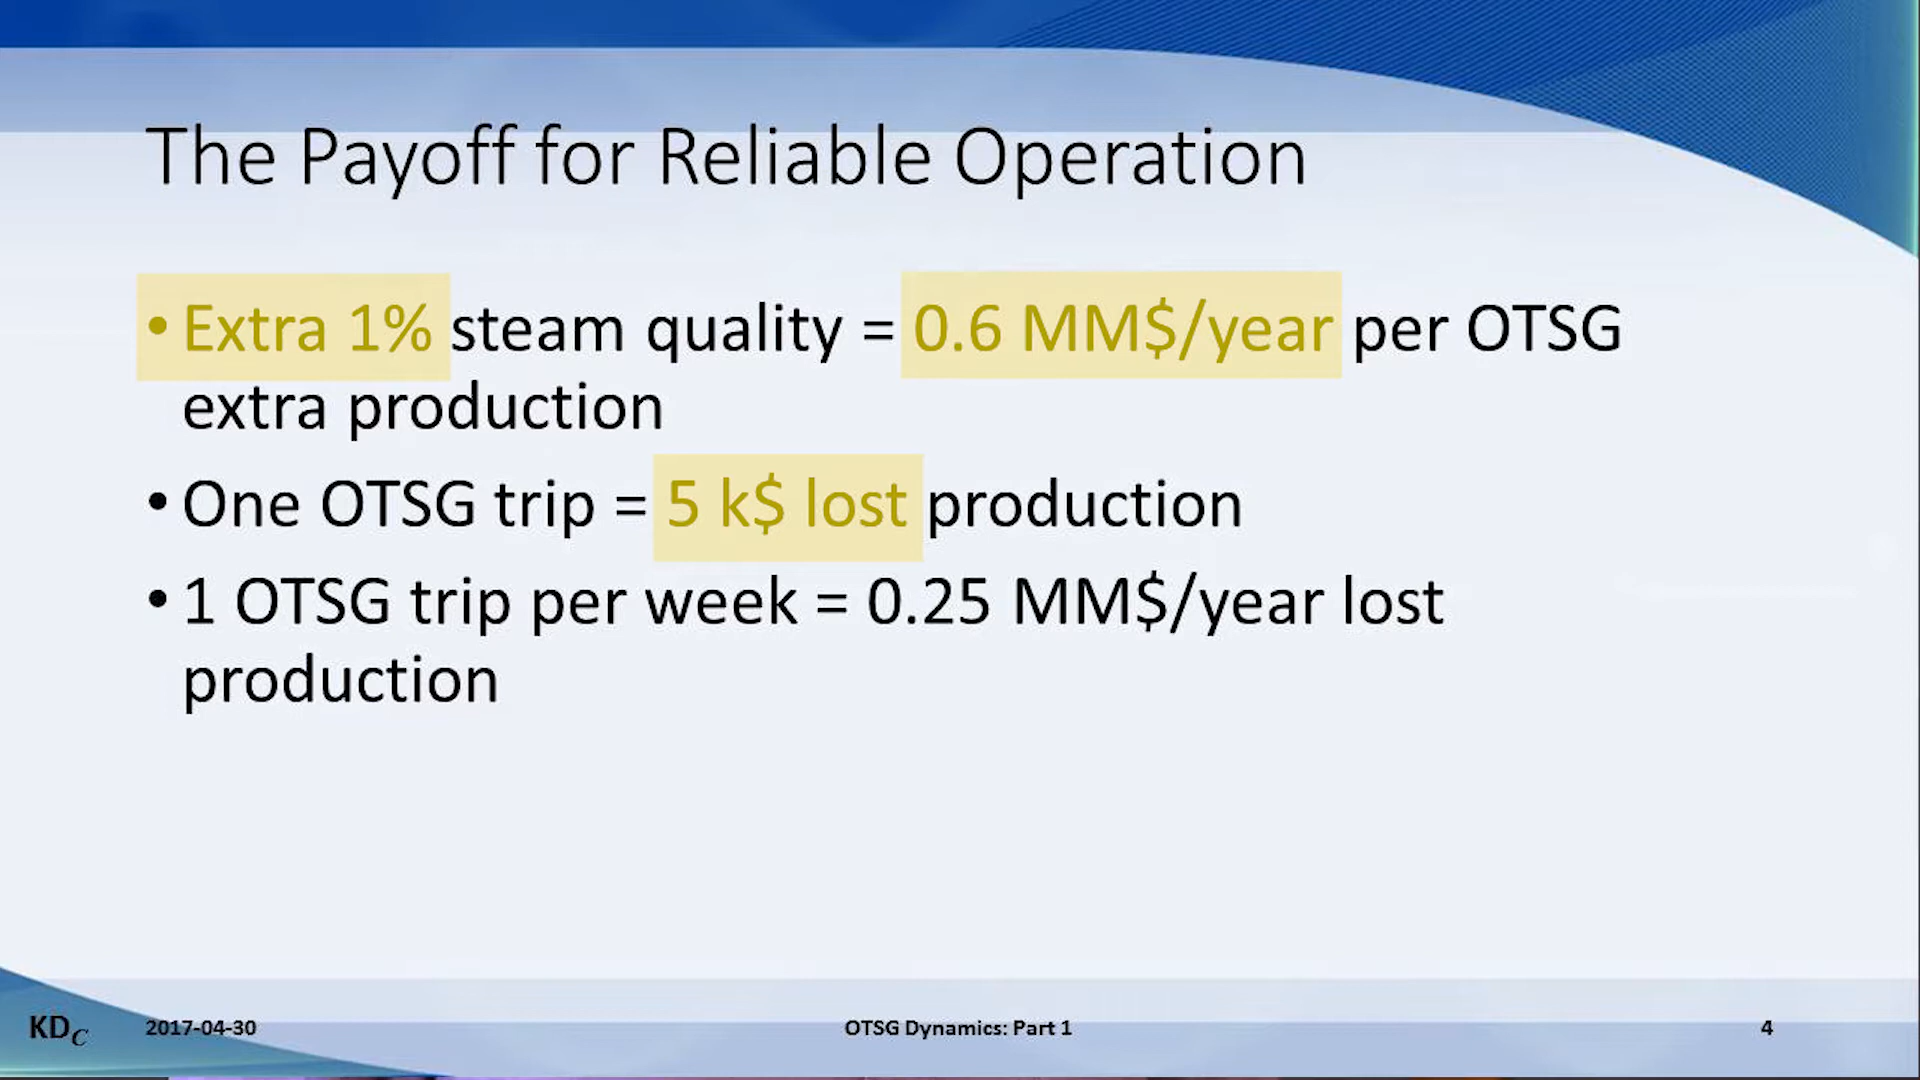 The Payoff for Reliable Operation
• Extra 1% steam quality = 0.6 MM$/year per OTSG
extra production
• One OTSG trip = 5 k$ lost production
• 1 OTSG trip per week = 0.25 MM$/year lost
production
KDC 2017-04-30 OTSG Dynamics: Part 1 4